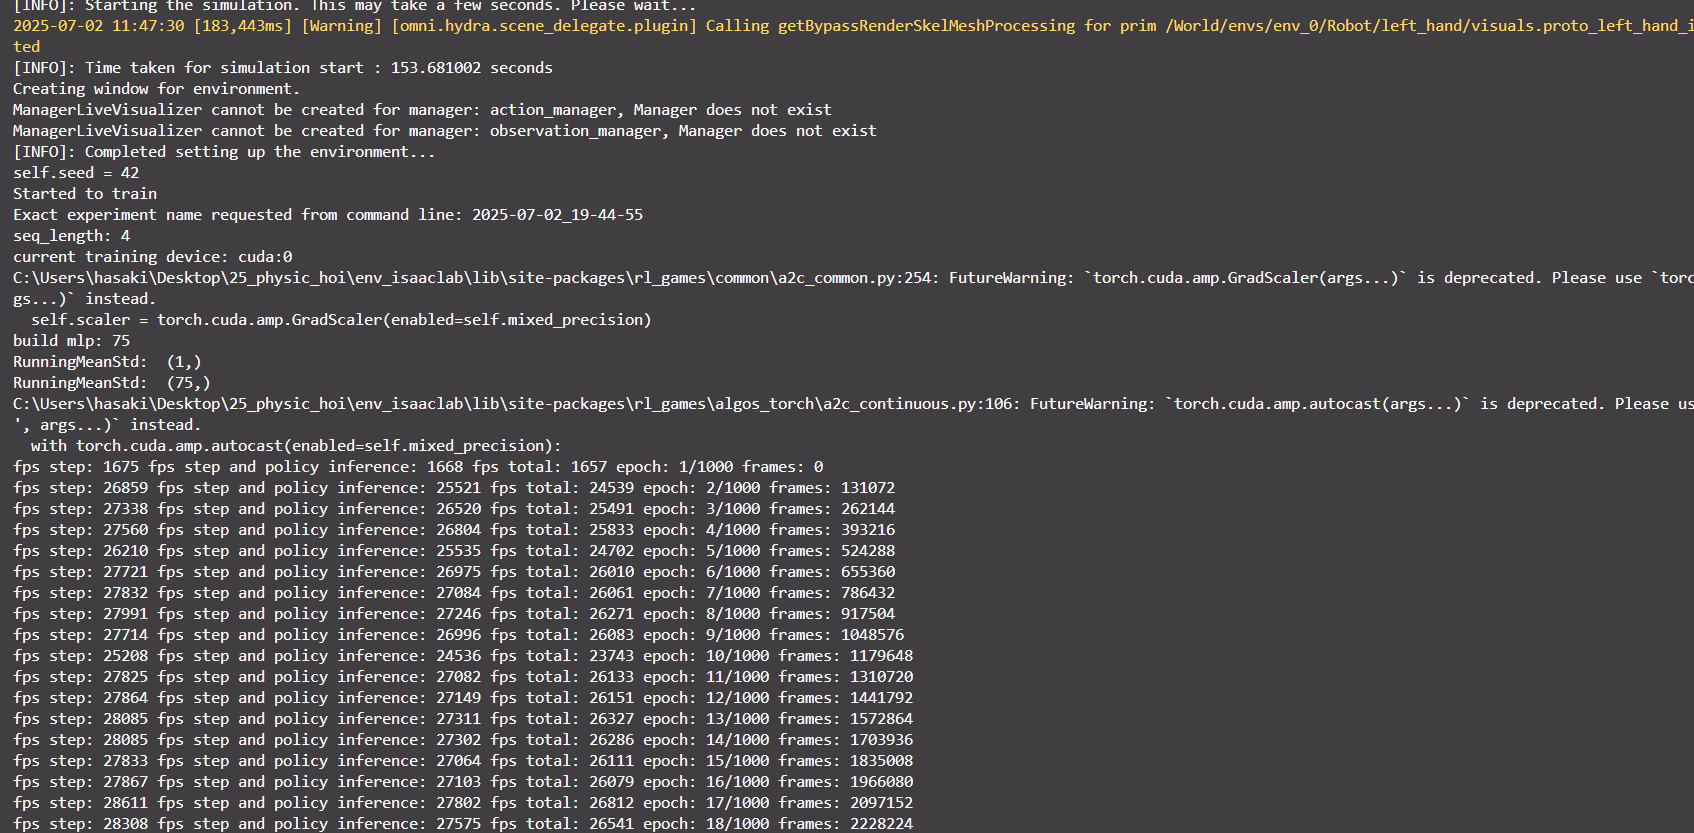 [INFO]: Starting the simulation. This may take a few seconds. Please wait...
2025-07-02 11:47:30 [183,443ms] [Warning] [omni.hydra.scene_delegate.plugin] Calling getBypassRenderSkelMeshProcessing for prim /World/envs/env_0/Robot/left_hand/visuals.proto_left_hand_i
ted
[INFO]: Time taken for simulation start : 153.681002 seconds
Creating window for environment.
ManagerLiveVisualizer cannot be created for manager: action_manager, Manager does not exist
ManagerLiveVisualizer cannot be created for manager: observation_manager, Manager does not exist
[INFO]: Completed setting up the environment...
self.seed = 42
Started to train
Exact experiment name requested from command line: 2025-07-02_19-44-55
seq_length: 4
current training device: cuda:0
C:\Users\hasaki\Desktop\25_physic_hoi\env_isaaclab\lib\site-packages\rl_games\common\a2c_common.py:254: FutureWarning: `torch.cuda.amp.GradScaler(args...)` is deprecated. Please use `torc
gs...)` instead.
  self.scaler = torch.cuda.amp.GradScaler(enabled=self.mixed_precision)
build mlp: 75
RunningMeanStd:  (1,)
RunningMeanStd:  (75,)
C:\Users\hasaki\Desktop\25_physic_hoi\env_isaaclab\lib\site-packages\rl_games\algos_torch\a2c_continuous.py:106: FutureWarning: `torch.cuda.amp.autocast(args...)` is deprecated. Please us
', args...)` instead.
  with torch.cuda.amp.autocast(enabled=self.mixed_precision):
fps step: 1675 fps step and policy inference: 1668 fps total: 1657 epoch: 1/1000 frames: 0
fps step: 26859 fps step and policy inference: 25521 fps total: 24539 epoch: 2/1000 frames: 131072
fps step: 27338 fps step and policy inference: 26520 fps total: 25491 epoch: 3/1000 frames: 262144
fps step: 27560 fps step and policy inference: 26804 fps total: 25833 epoch: 4/1000 frames: 393216
fps step: 26210 fps step and policy inference: 25535 fps total: 24702 epoch: 5/1000 frames: 524288
fps step: 27721 fps step and policy inference: 26975 fps total: 26010 epoch: 6/1000 frames: 655360
fps step: 27832 fps step and policy inference: 27084 fps total: 26061 epoch: 7/1000 frames: 786432
fps step: 27991 fps step and policy inference: 27246 fps total: 26271 epoch: 8/1000 frames: 917504
fps step: 27714 fps step and policy inference: 26996 fps total: 26083 epoch: 9/1000 frames: 1048576
fps step: 25208 fps step and policy inference: 24536 fps total: 23743 epoch: 10/1000 frames: 1179648
fps step: 27825 fps step and policy inference: 27082 fps total: 26133 epoch: 11/1000 frames: 1310720
fps step: 27864 fps step and policy inference: 27149 fps total: 26151 epoch: 12/1000 frames: 1441792
fps step: 28085 fps step and policy inference: 27311 fps total: 26327 epoch: 13/1000 frames: 1572864
fps step: 28085 fps step and policy inference: 27302 fps total: 26286 epoch: 14/1000 frames: 1703936
fps step: 27833 fps step and policy inference: 27064 fps total: 26111 epoch: 15/1000 frames: 1835008
fps step: 27867 fps step and policy inference: 27103 fps total: 26079 epoch: 16/1000 frames: 1966080
fps step: 28611 fps step and policy inference: 27802 fps total: 26812 epoch: 17/1000 frames: 2097152
fps step: 28308 fps step and policy inference: 27575 fps total: 26541 epoch: 18/1000 frames: 2228224